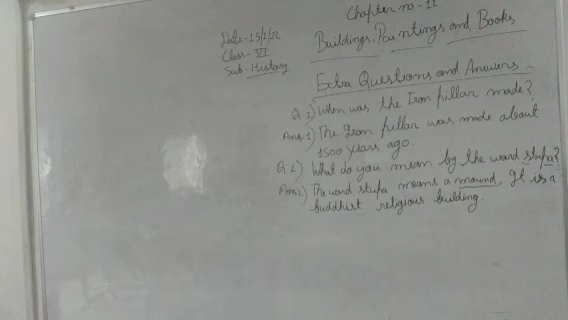 Chapter no - 11
Date - 15/2/22
Buildings, Paintings and Books
Class - VI
Sub - History
Extra Questions and Answers
Q.1) When was the Iron pillar made?
Ans-1) The Iron pillar was made about
1500 years ago.
Q.2) What do you mean by the word stupa?
Ans2) The word stupa means a mound, It is a
buddhist religious building.